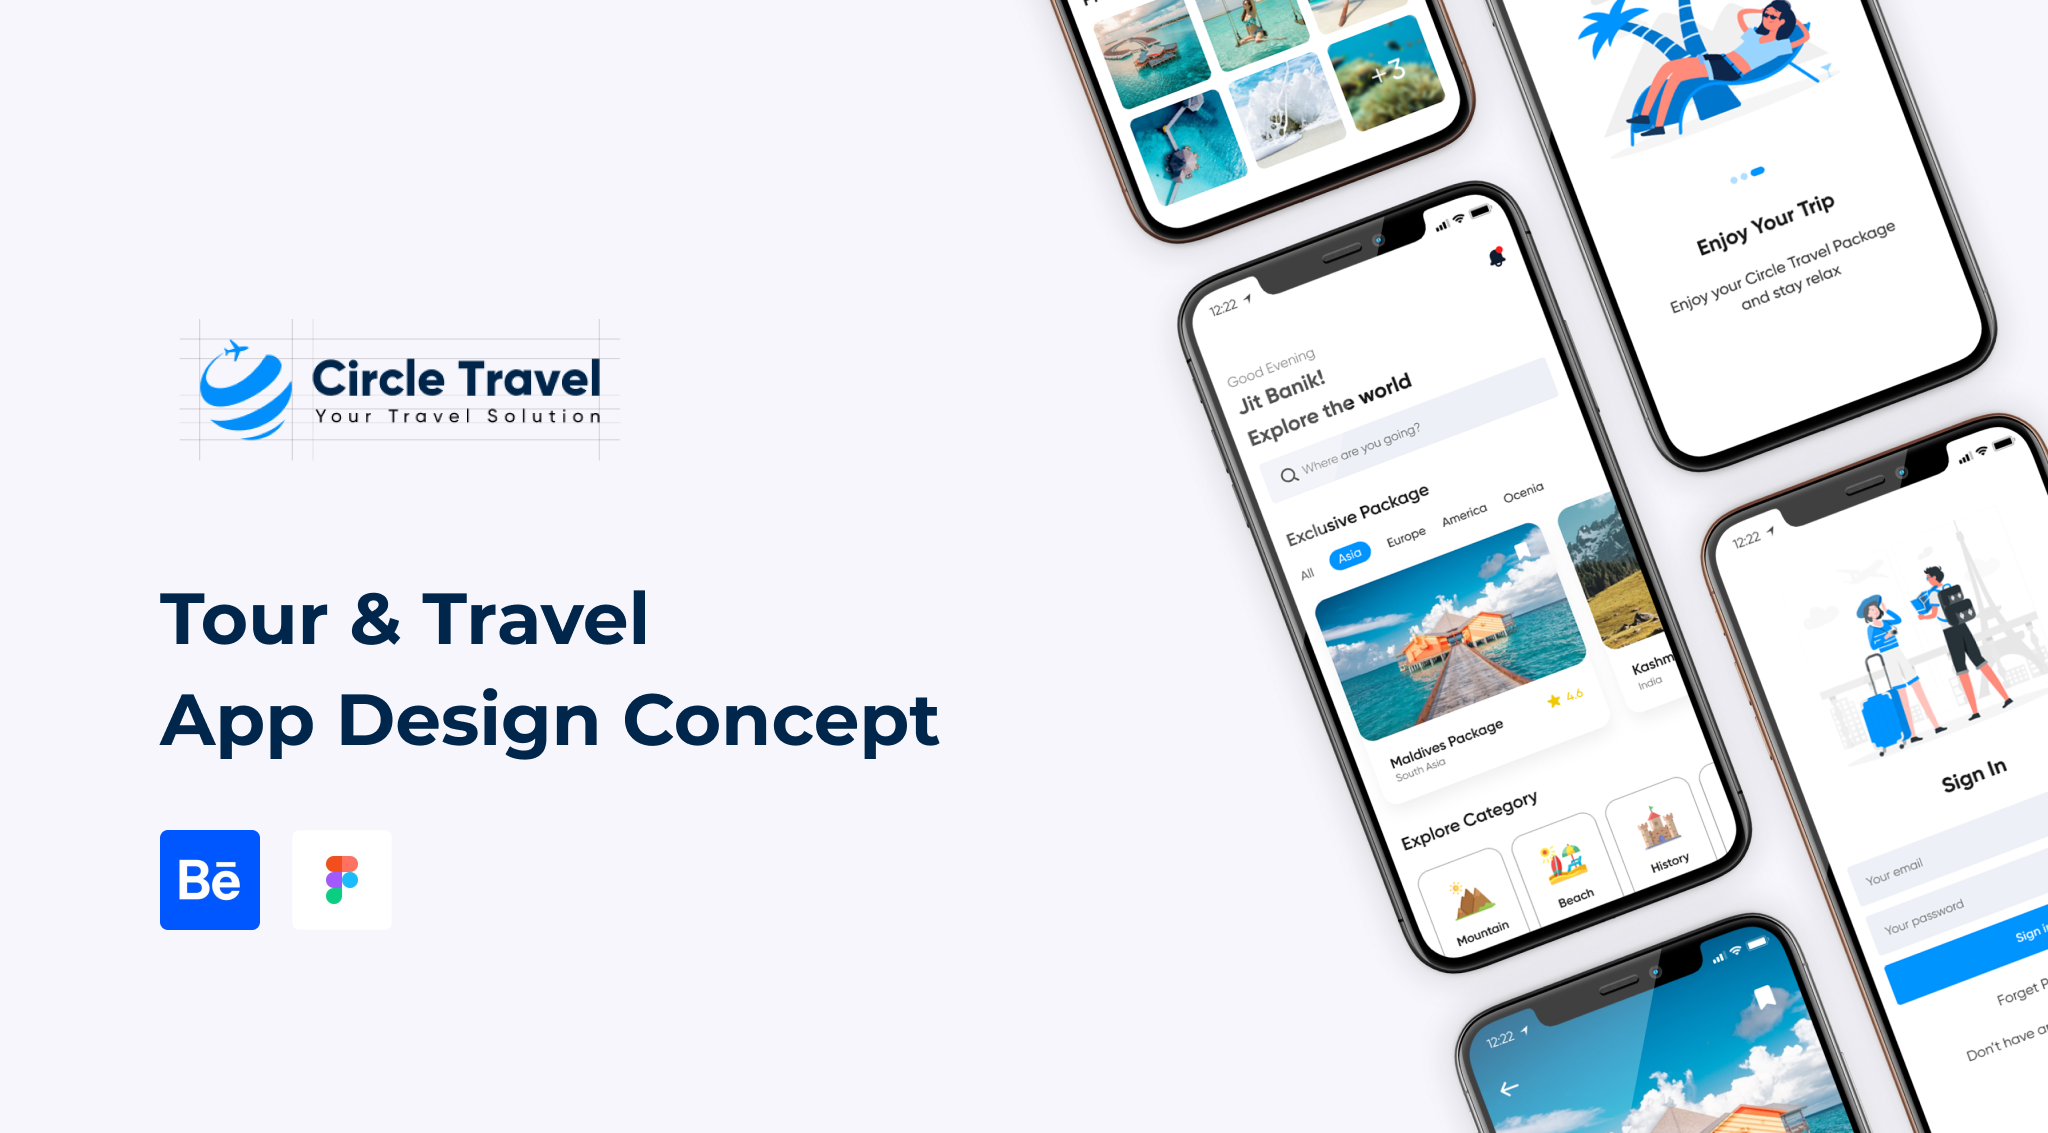 Circle Travel
Your Travel Solution
Tour & Travel
App Design Concept
Bē
+3
Enjoy Your Trip
Enjoy your Circle Travel Package
and stay relax
12:22
Good Evening
Jit Banik!
Explore the world
Where are you going?
Exclusive Package
All Asia Europe America Ocenia
4.6
Maldives Package
South Asia
Kashm
India
Explore Category
Mountain
Beach
History
12:22
Sign In
Your email
Your password
Sign i
Forget P
Don't have a
12:22